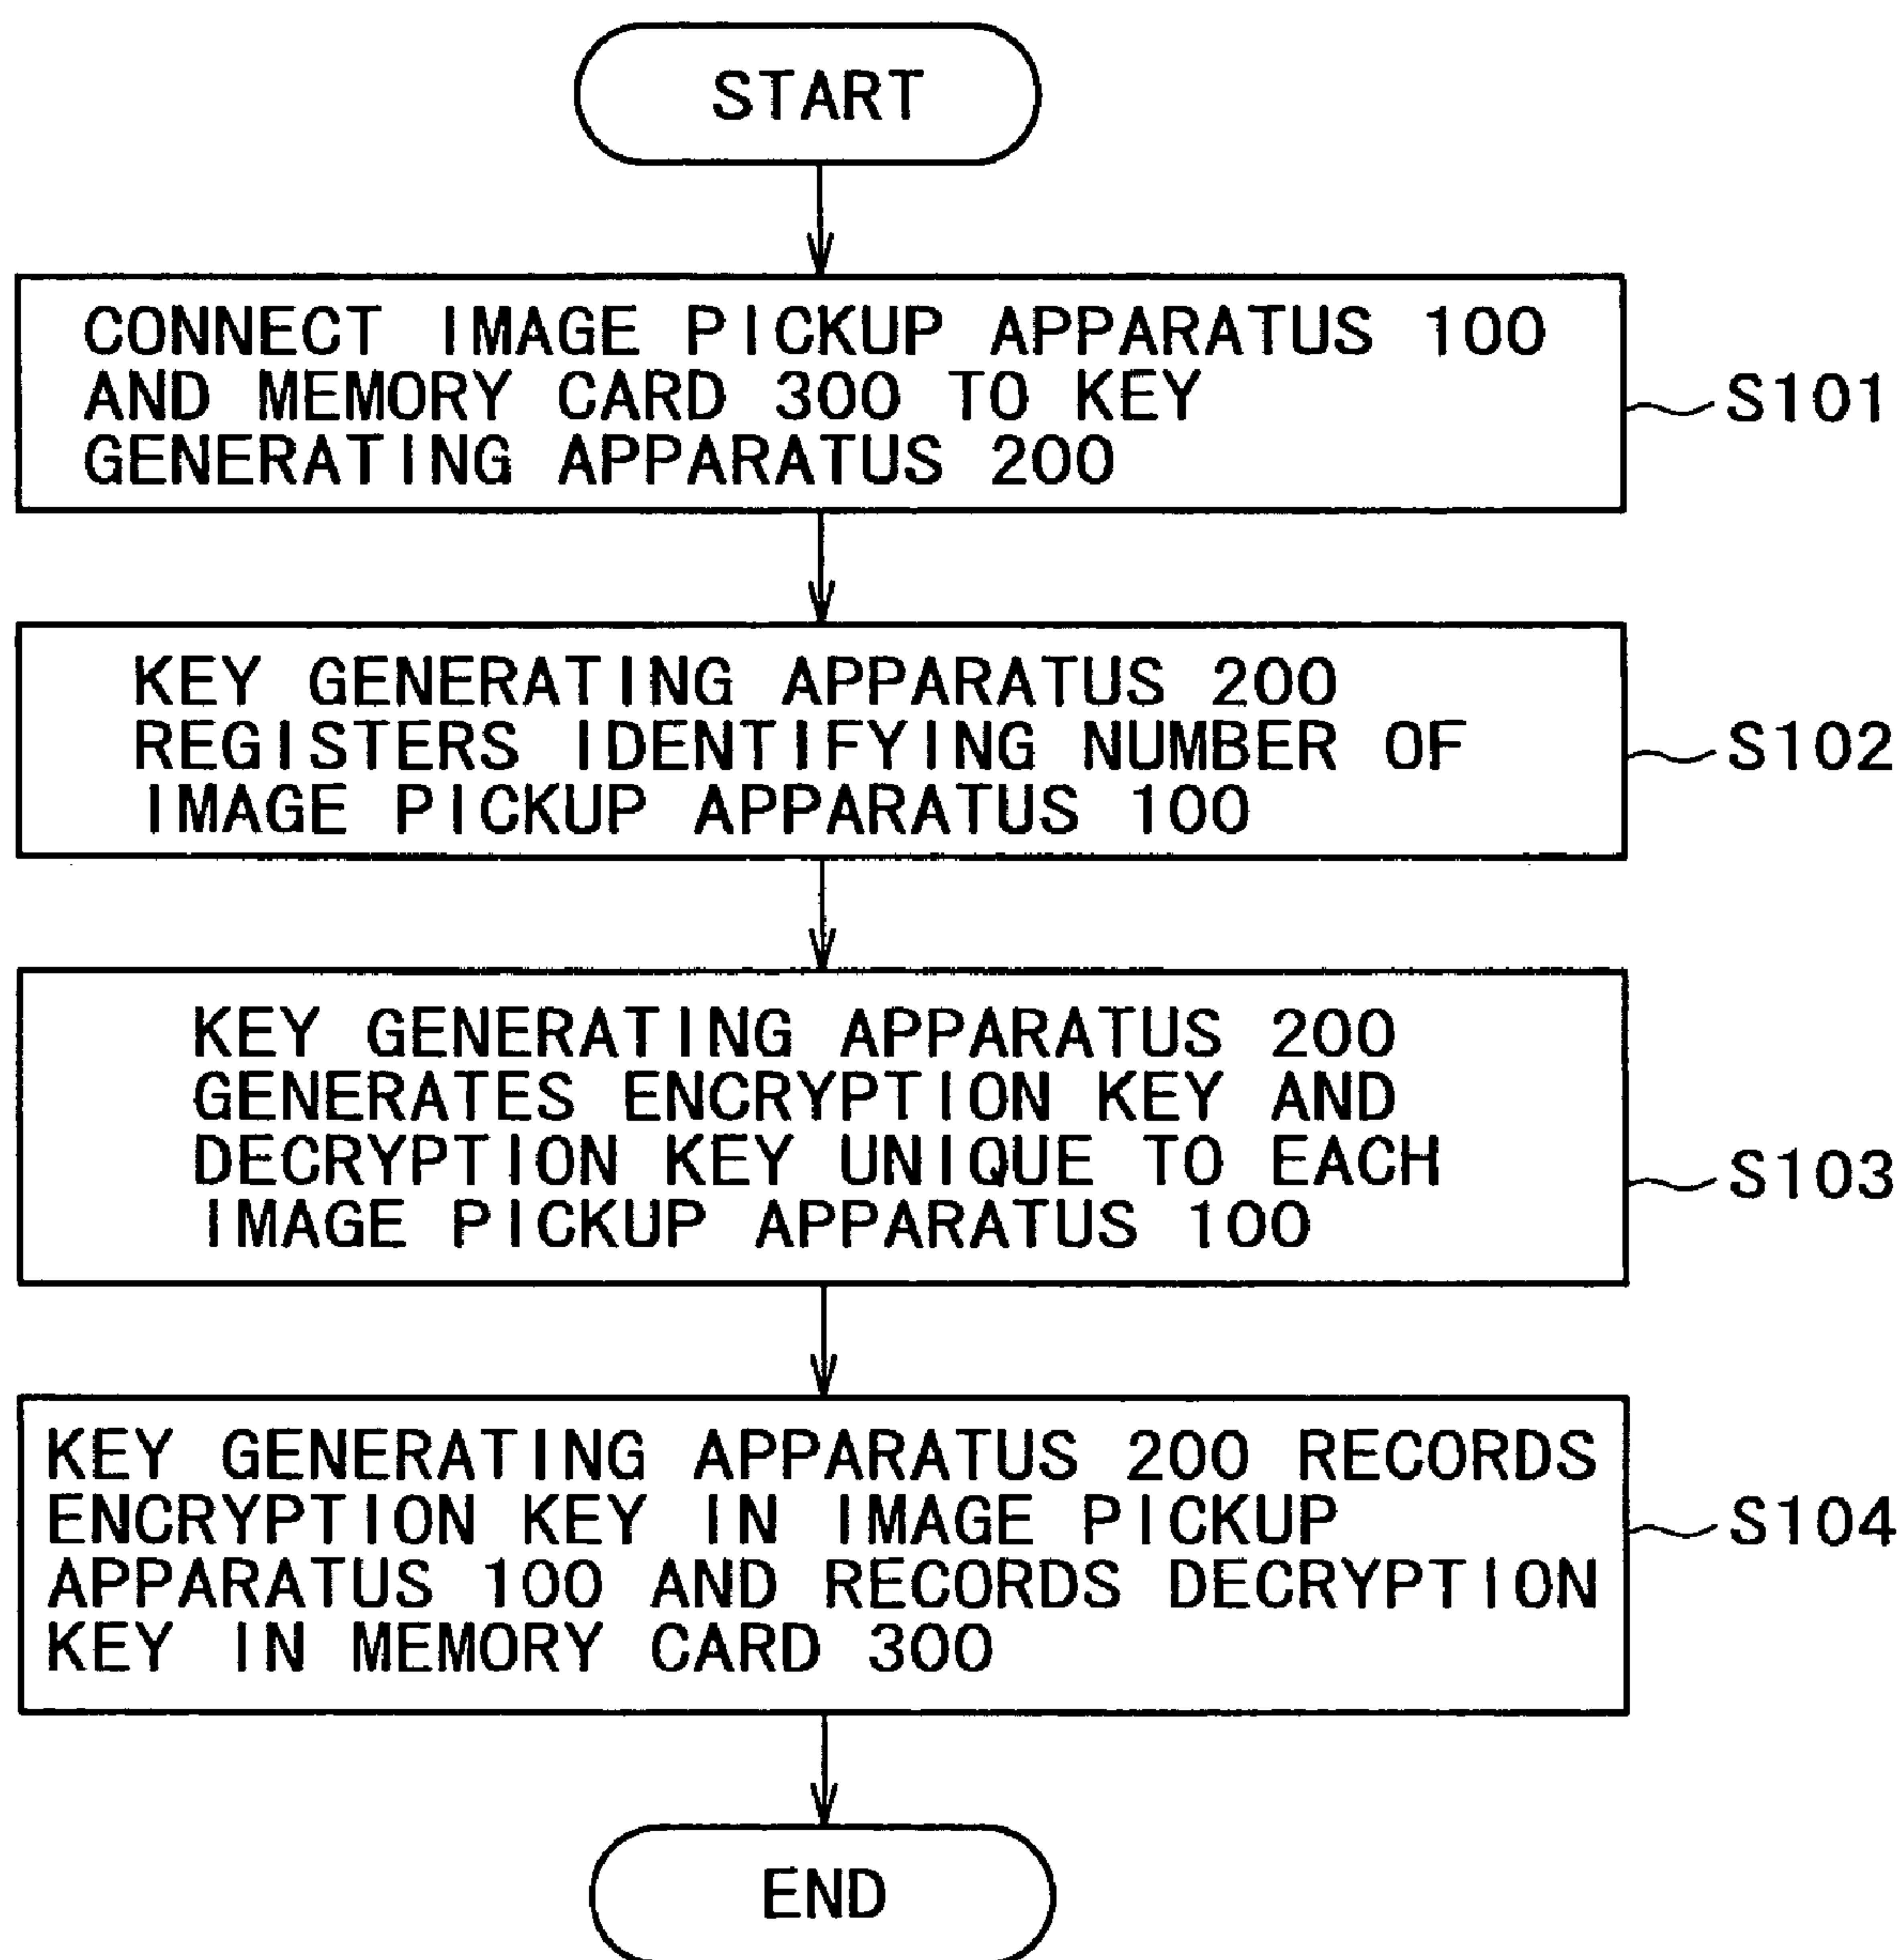 START
CONNECT IMAGE PICKUP APPARATUS 100
AND MEMORY CARD 300 TO KEY
GENERATING APPARATUS 200
S101
KEY GENERATING APPARATUS 200
REGISTERS IDENTIFYING NUMBER OF
IMAGE PICKUP APPARATUS 100
S102
KEY GENERATING APPARATUS 200
GENERATES ENCRYPTION KEY AND
DECRYPTION KEY UNIQUE TO EACH
IMAGE PICKUP APPARATUS 100
S103
KEY GENERATING APPARATUS 200 RECORDS
ENCRYPTION KEY IN IMAGE PICKUP
APPARATUS 100 AND RECORDS DECRYPTION
KEY IN MEMORY CARD 300
S104
END